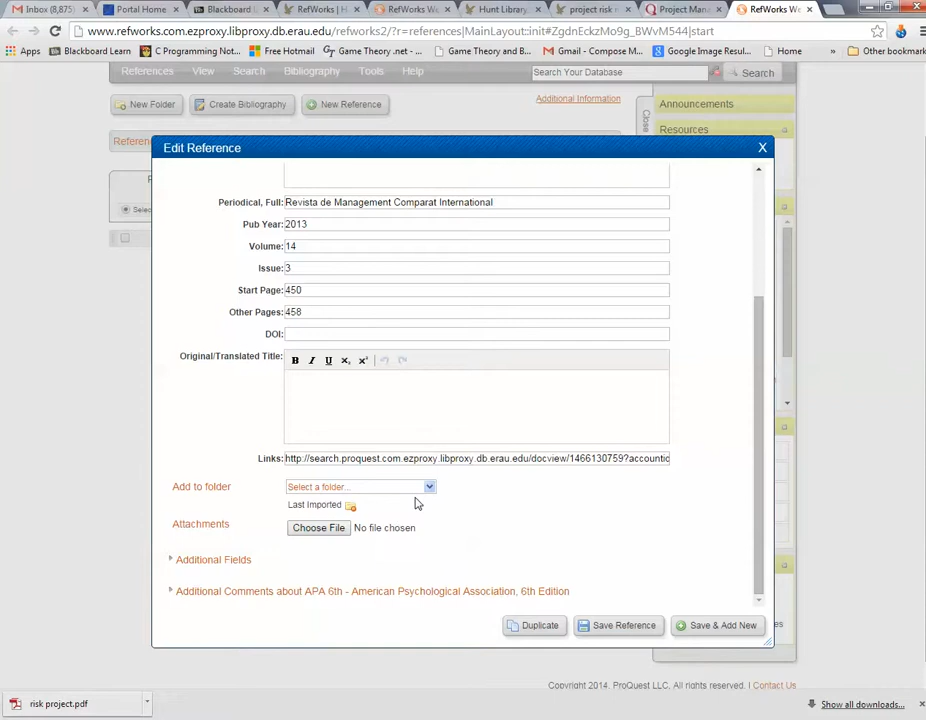 Inbox (8,875)
Portal Home
Blackboard
RefWorks | H
RefWorks We
Hunt Library
project risk
Project Man
RefWorks We
www.refworks.com.ezproxy.libproxy.db.erau.edu/refworks2/?r=references|MainLayout:init#ZgdnEckzMo9g_BWvM544|start
Apps Blackboard Learn C Programming Not... Free Hotmail Game Theory .net -... Game Theory and B... Gmail - Compose M... Google Image Resul... Home Other bookmark
References View Search Bibliography Tools Help Search Your Database Search
New Folder Create Bibliography New Reference Additional Information
Close
Announcements
Resources
Edit Reference X
Periodical, Full: Revista de Management Comparat International
Pub Year: 2013
Volume: 14
Issue: 3
Start Page: 450
Other Pages: 458
DOI:
Original/Translated Title: B I U X₂ X²
Links: http://search.proquest.com.ezproxy.libproxy.db.erau.edu/docview/1466130759?accountid
Add to folder Select a folder...
Last Imported
Attachments Choose File No file chosen
Additional Fields
Additional Comments about APA 6th - American Psychological Association, 6th Edition
Duplicate Save Reference Save & Add New
Copyright 2014, ProQuest LLC. All rights reserved. | Contact Us
risk project.pdf Show all downloads...